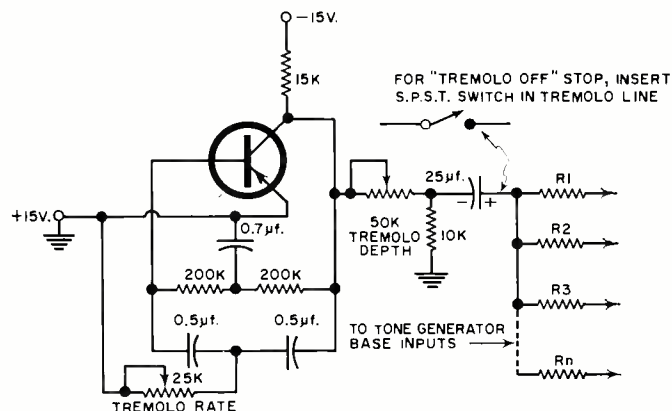 -15V.
15K
FOR "TREMOLO OFF" STOP, INSERT
S.P.S.T. SWITCH IN TREMOLO LINE
+15V.
0.7µf.
200K
200K
0.5µf.
0.5µf.
25K
TREMOLO RATE
50K
TREMOLO
DEPTH
10K
25µf.
- +
R1
R2
R3
TO TONE GENERATOR
BASE INPUTS
Rn